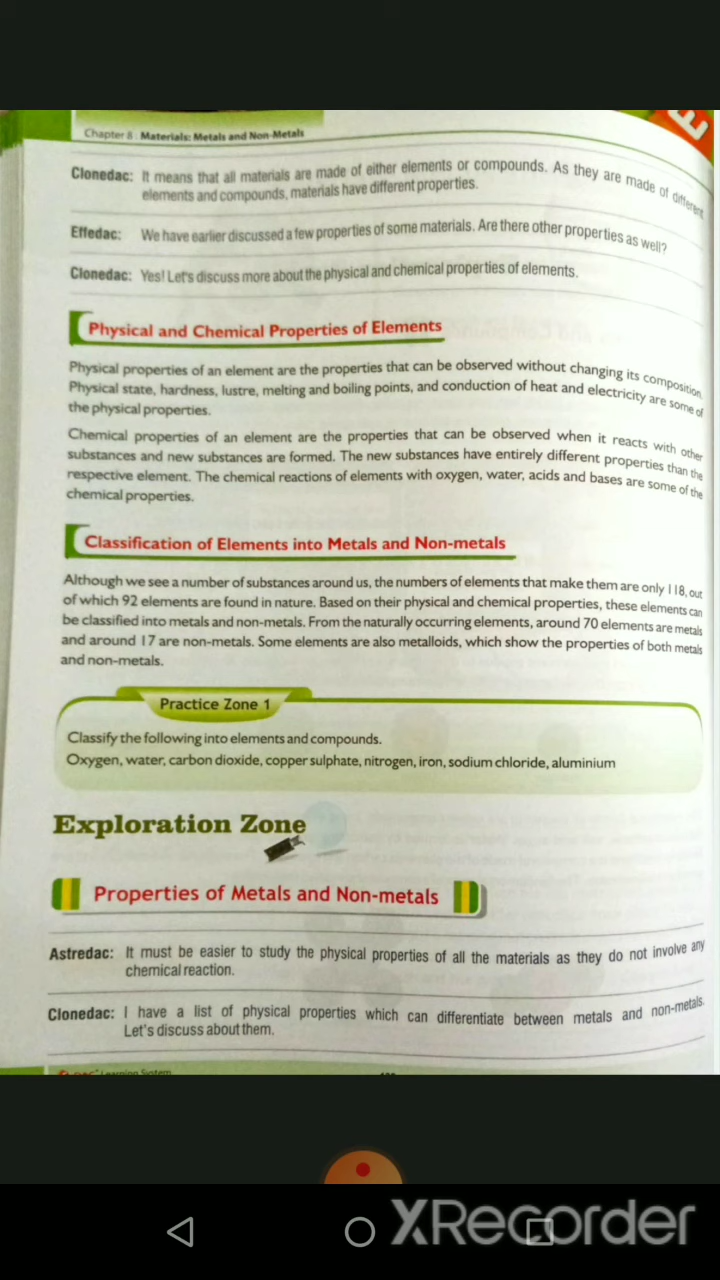 Chapter 8 : Materials: Metals and Non-Metals
Clonedac: It means that all materials are made of either elements or compounds. As they are made of different
elements and compounds, materials have different properties.
Effedac: We have earlier discussed a few properties of some materials. Are there other properties as well?
Clonedac: Yes! Let's discuss more about the physical and chemical properties of elements.
Physical and Chemical Properties of Elements
Physical properties of an element are the properties that can be observed without changing its composition.
Physical state, hardness, lustre, melting and boiling points, and conduction of heat and electricity are some of
the physical properties.
Chemical properties of an element are the properties that can be observed when it reacts with other
substances and new substances are formed. The new substances have entirely different properties than the
respective element. The chemical reactions of elements with oxygen, water, acids and bases are some of the
chemical properties.
Classification of Elements into Metals and Non-metals
Although we see a number of substances around us, the numbers of elements that make them are only 118, out
of which 92 elements are found in nature. Based on their physical and chemical properties, these elements can
be classified into metals and non-metals. From the naturally occurring elements, around 70 elements are metals
and around 17 are non-metals. Some elements are also metalloids, which show the properties of both metals
and non-metals.
Practice Zone 1
Classify the following into elements and compounds.
Oxygen, water, carbon dioxide, copper sulphate, nitrogen, iron, sodium chloride, aluminium
Exploration Zone
Properties of Metals and Non-metals
Astredac: It must be easier to study the physical properties of all the materials as they do not involve any
chemical reaction.
Clonedac: I have a list of physical properties which can differentiate between metals and non-metals.
Let's discuss about them.
Learning System
XRecorder